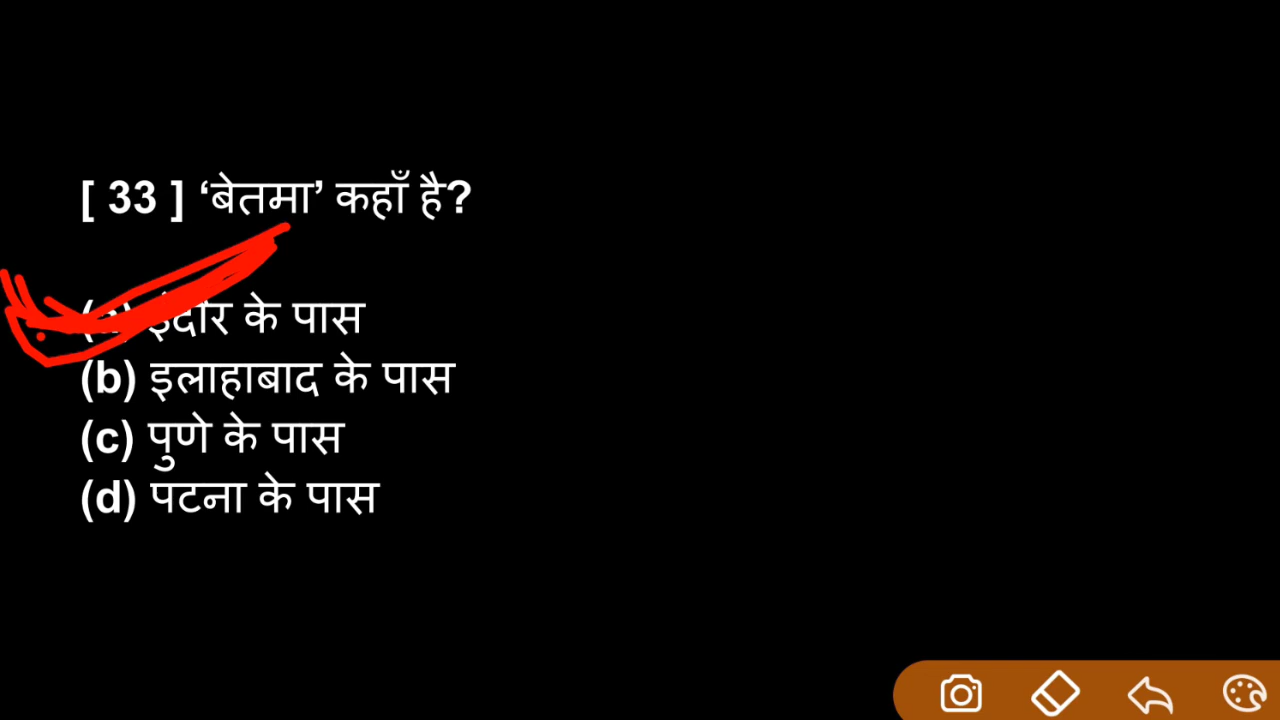 [ 33 ] ‘बेतमा’ कहाँ है?
(a) इंदौर के पास
(b) इलाहाबाद के पास
(c) पुणे के पास
(d) पटना के पास